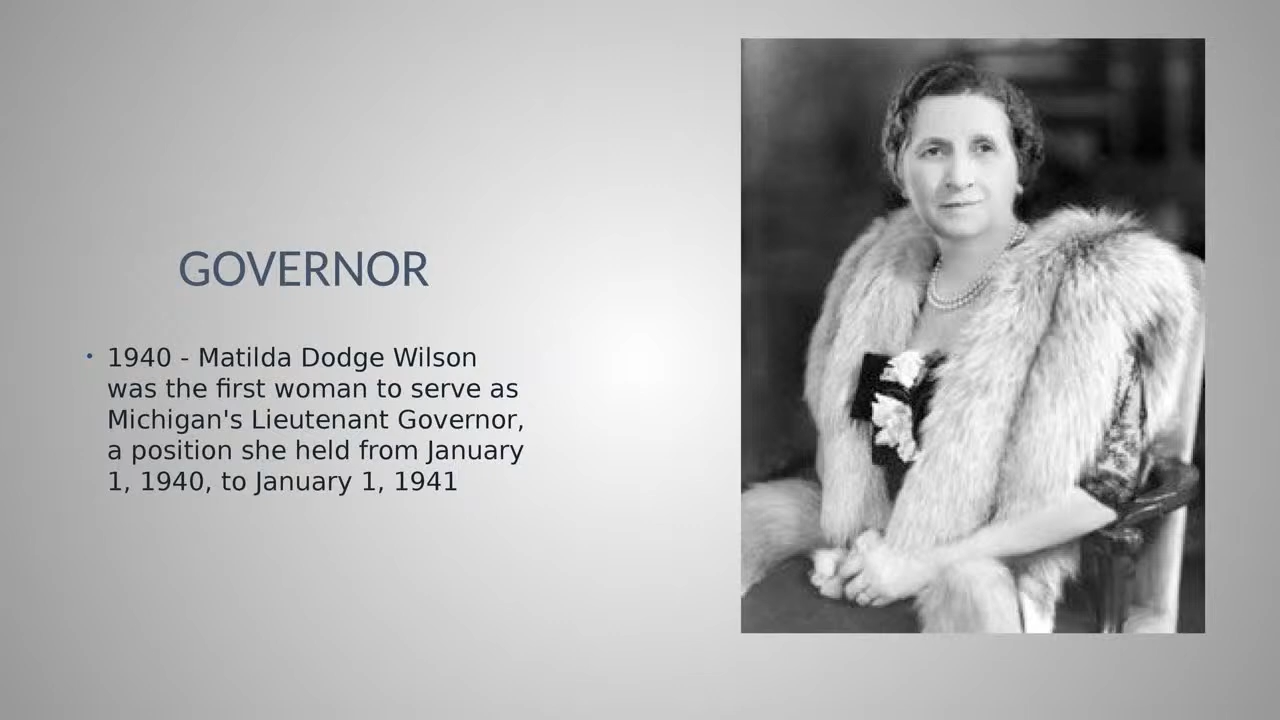 GOVERNOR
• 1940 - Matilda Dodge Wilson
was the first woman to serve as
Michigan's Lieutenant Governor,
a position she held from January
1, 1940, to January 1, 1941